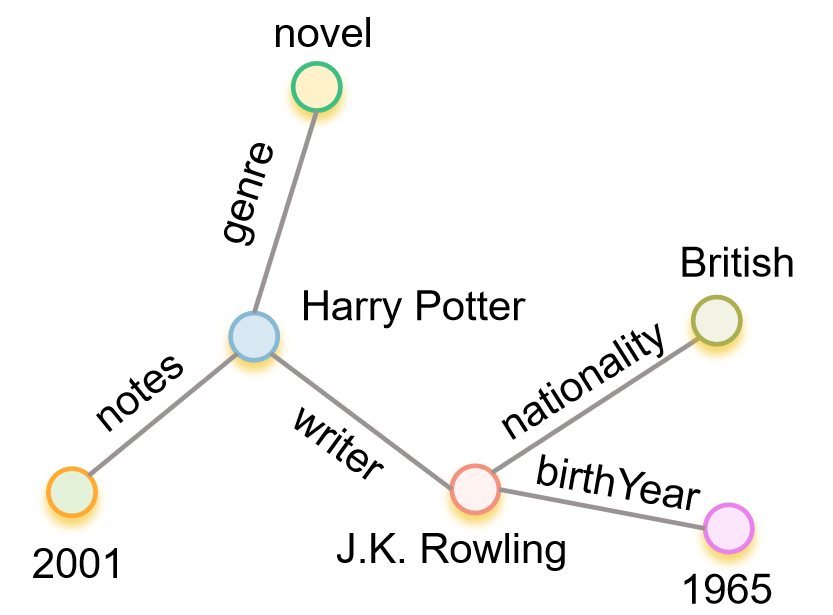 novel
genre
British
Harry Potter
nationality
notes
writer
birthYear
J.K. Rowling
2001
1965